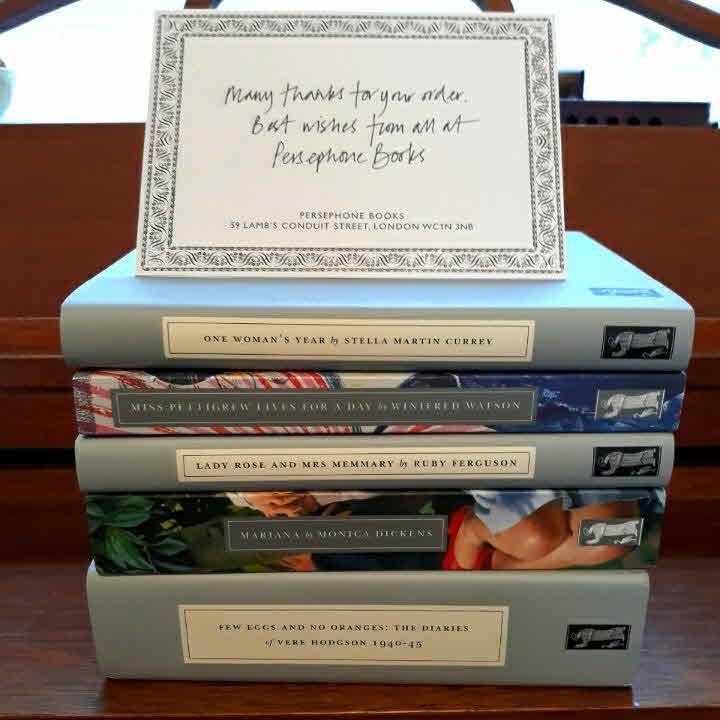 Many thanks for your order.
Best wishes from all at
Persephone Books
PERSEPHONE BOOKS
59 LAMB'S CONDUIT STREET, LONDON WC1N 3NB
ONE WOMAN'S YEAR by STELLA MARTIN CURREY
MISS PETTIGREW LIVES FOR A DAY by WINIFRED WATSON
LADY ROSE AND MRS MEMMARY by RUBY FERGUSON
MARIANA by MONICA DICKENS
FEW EGGS AND NO ORANGES: THE DIARIES
of VERE HODGSON 1940-45